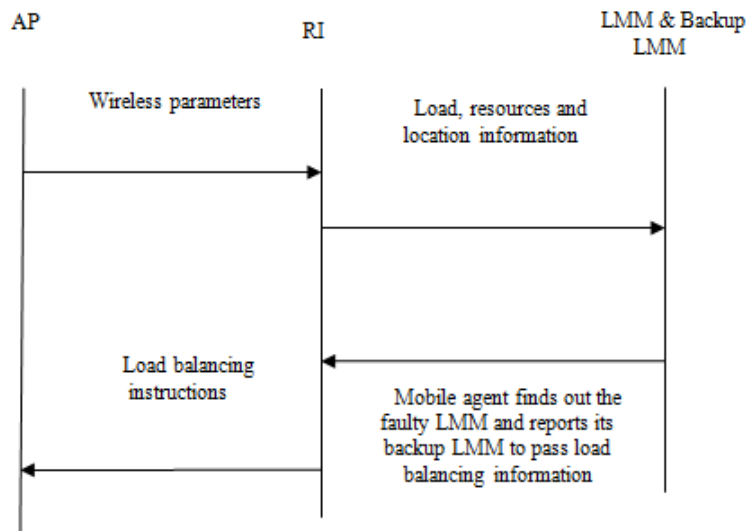 AP
RI
LMM & Backup
LMM
Wireless parameters
Load, resources and
location information
Load balancing
instructions
Mobile agent finds out the
faulty LMM and reports its
backup LMM to pass load
balancing information